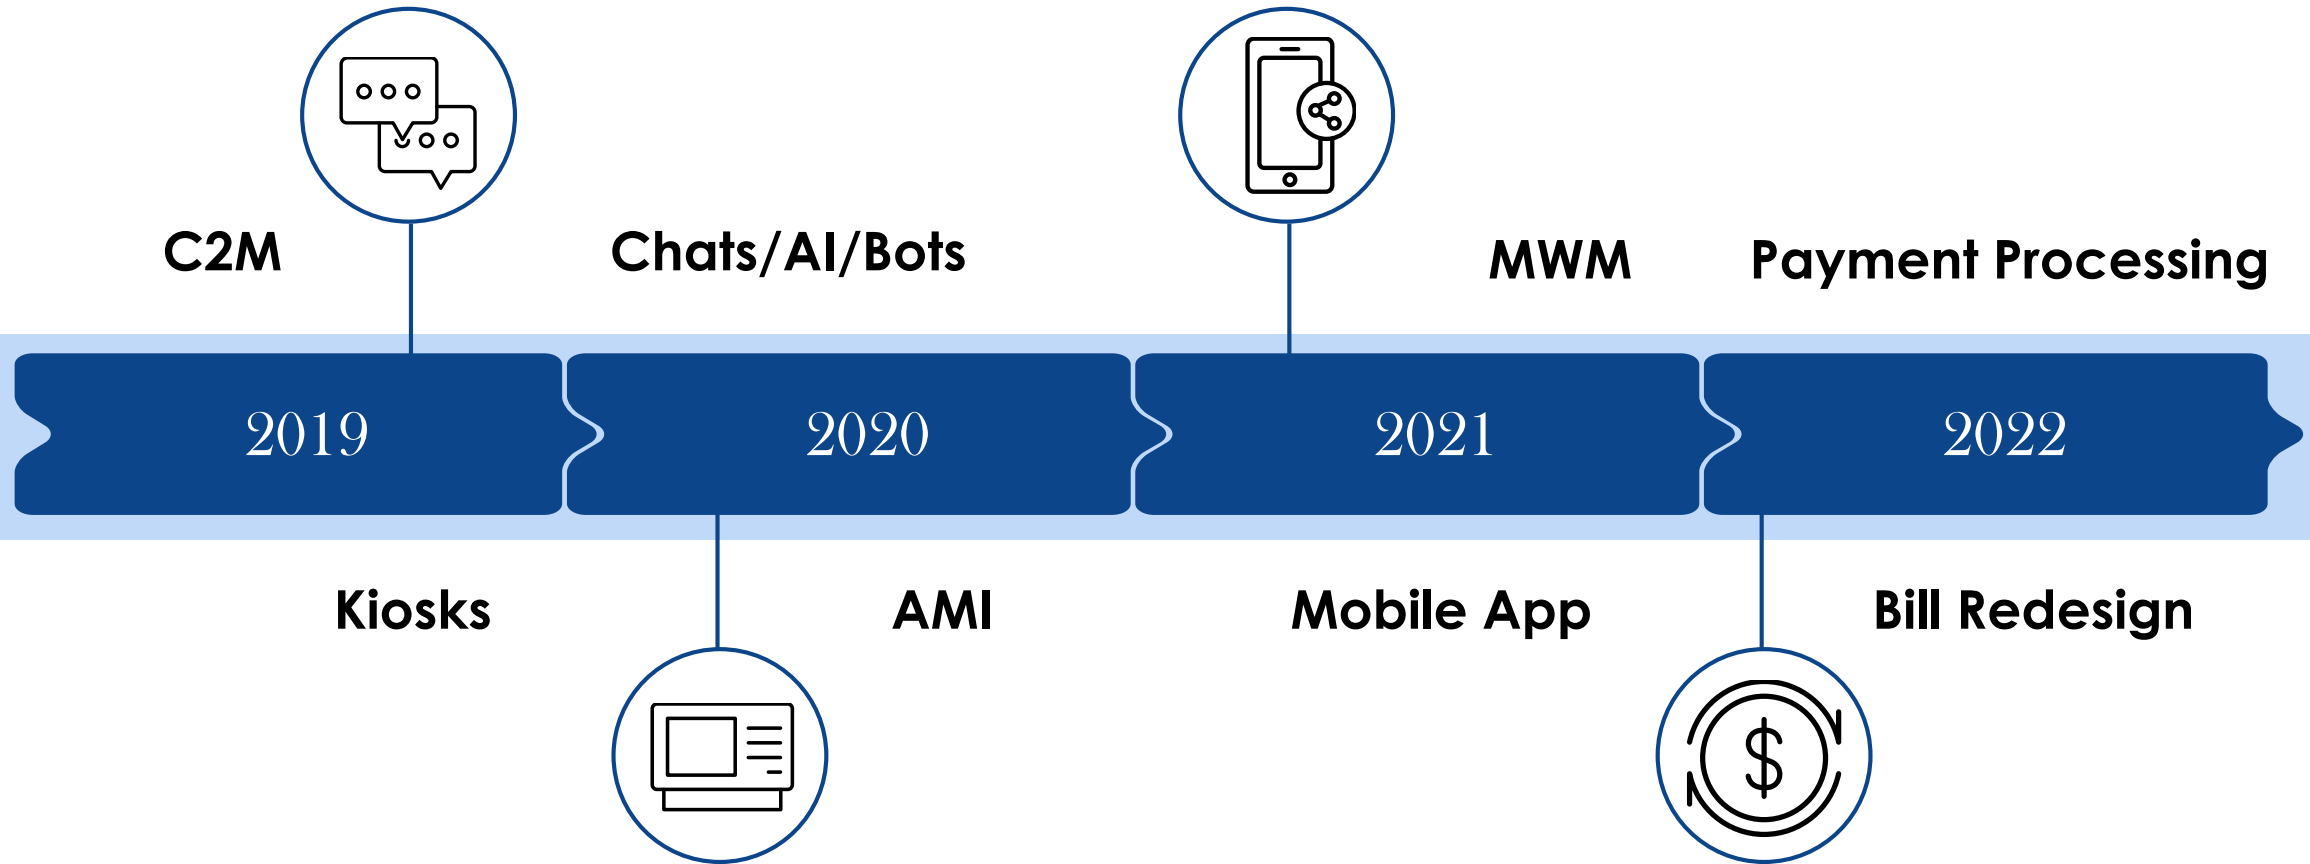 C2M
Chats/AI/Bots
MWM
Payment Processing
2019
2020
2021
2022
Kiosks
AMI
Mobile App
Bill Redesign
$